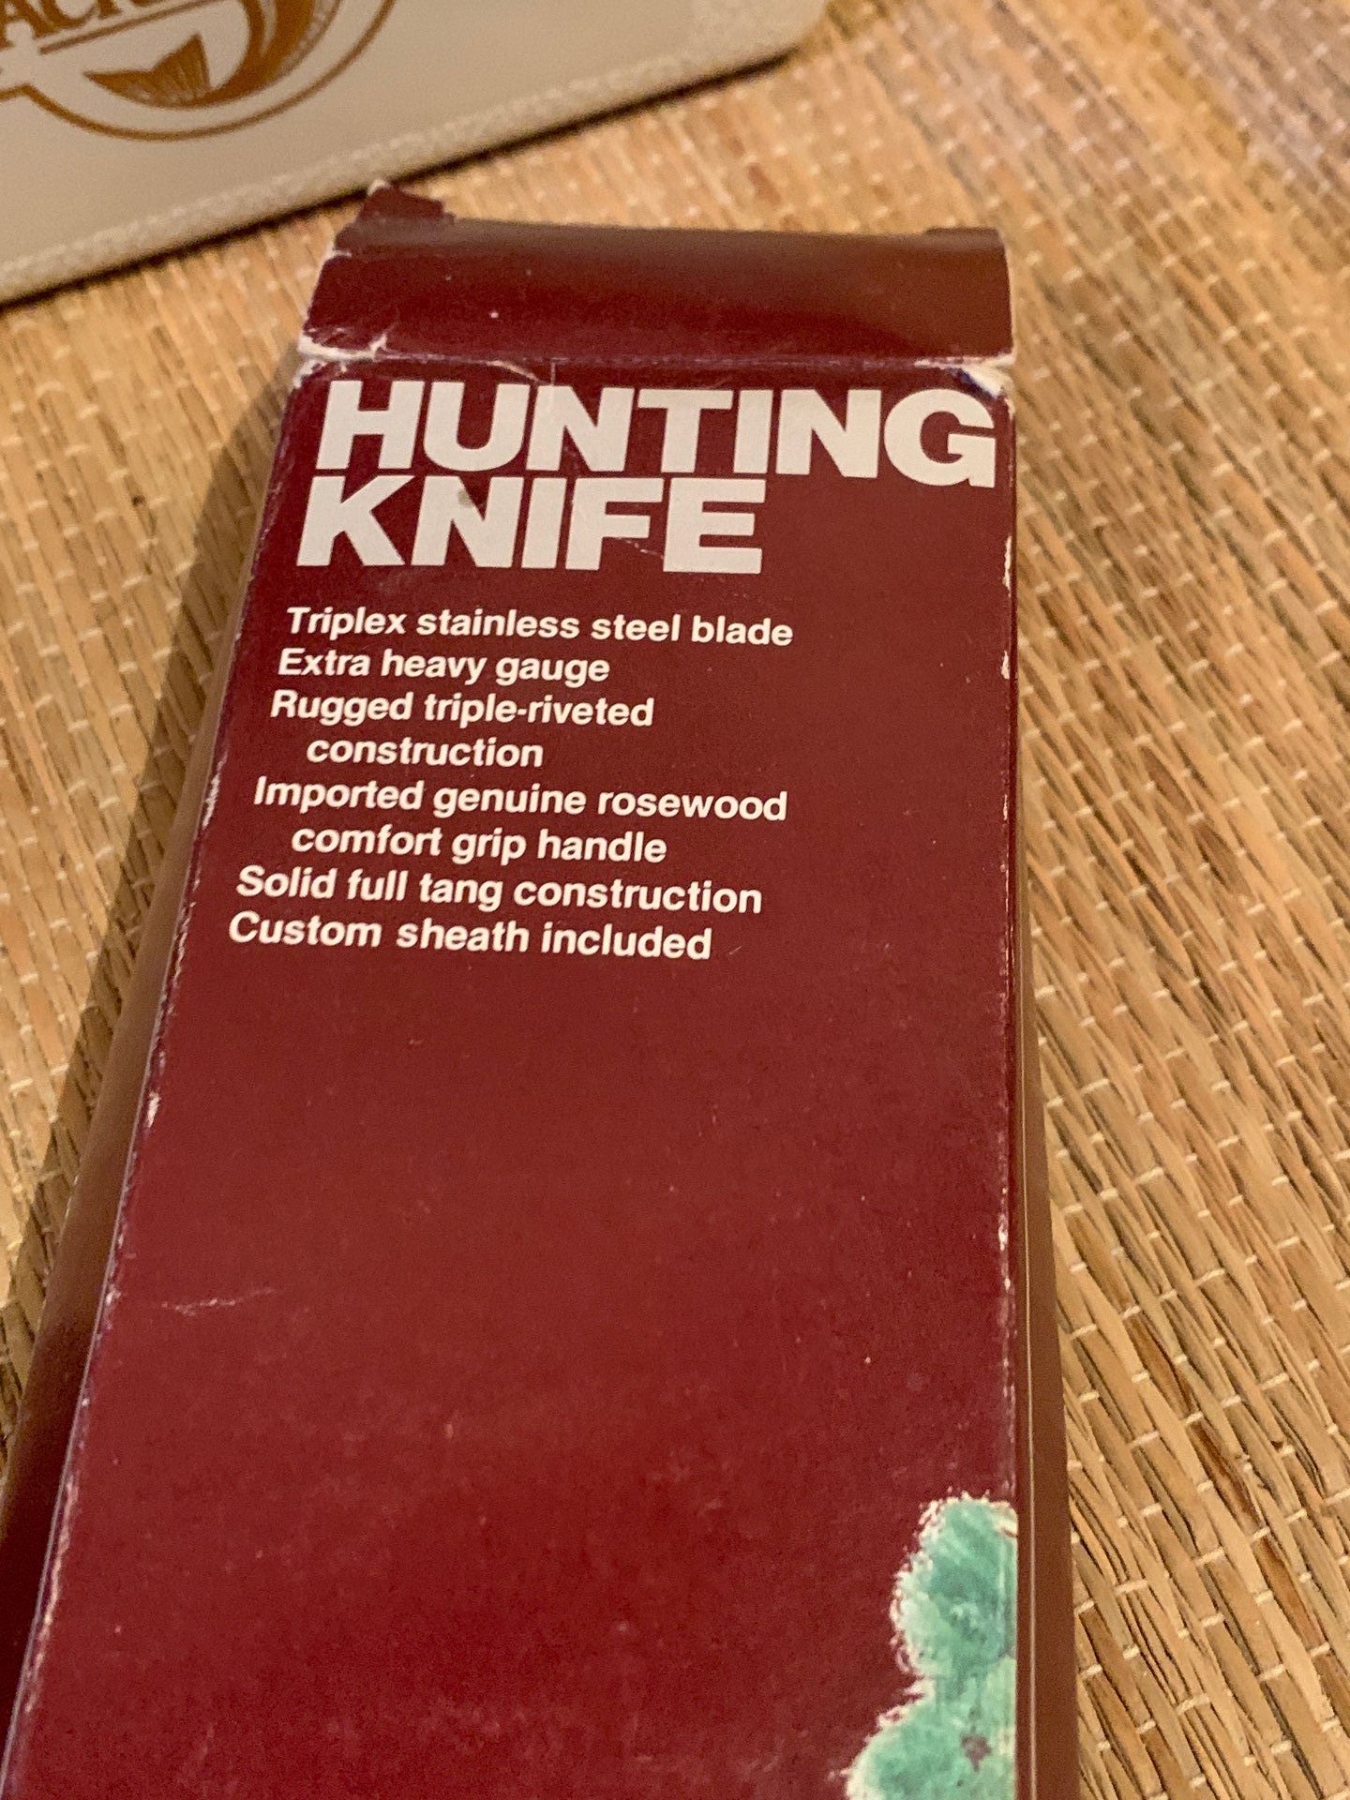 HUNTING
KNIFE
Triplex stainless steel blade
Extra heavy gauge
Rugged triple-riveted
construction
Imported genuine rosewood
comfort grip handle
Solid full tang construction
Custom sheath included